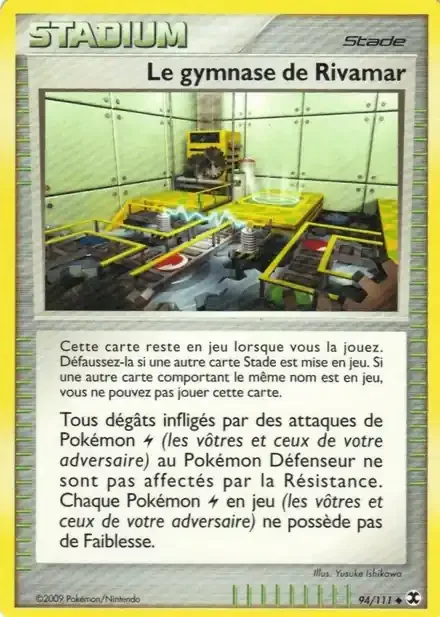 STADIUM
Stade
Le gymnase de Rivamar
Cette carte reste en jeu lorsque vous la jouez.
Défaussez-la si une autre carte Stade est mise en jeu. Si
une autre carte comportant le même nom est en jeu,
vous ne pouvez pas jouer cette carte.
Tous dégâts infligés par des attaques de
Pokémon (les vôtres et ceux de votre
adversaire) au Pokémon Défenseur ne
sont pas affectés par la Résistance.
Chaque Pokémon en jeu (les vôtres et
ceux de votre adversaire) ne possède pas
de Faiblesse.
Illus. Yusuke Ishikawa
©2009 Pokémon/Nintendo
94/111